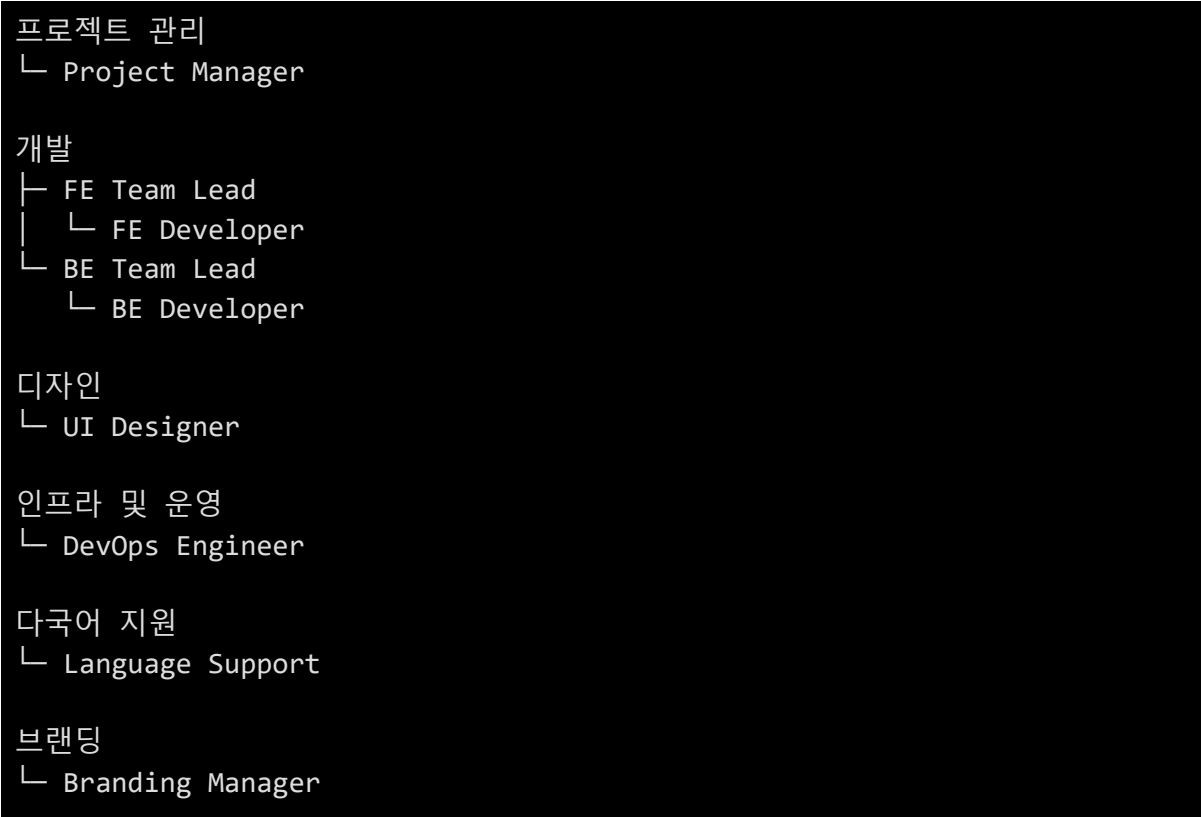 프로젝트 관리
└─ Project Manager
개발
├─ FE Team Lead
│  └─ FE Developer
└─ BE Team Lead
   └─ BE Developer
디자인
└─ UI Designer
인프라 및 운영
└─ DevOps Engineer
다국어 지원
└─ Language Support
브랜딩
└─ Branding Manager